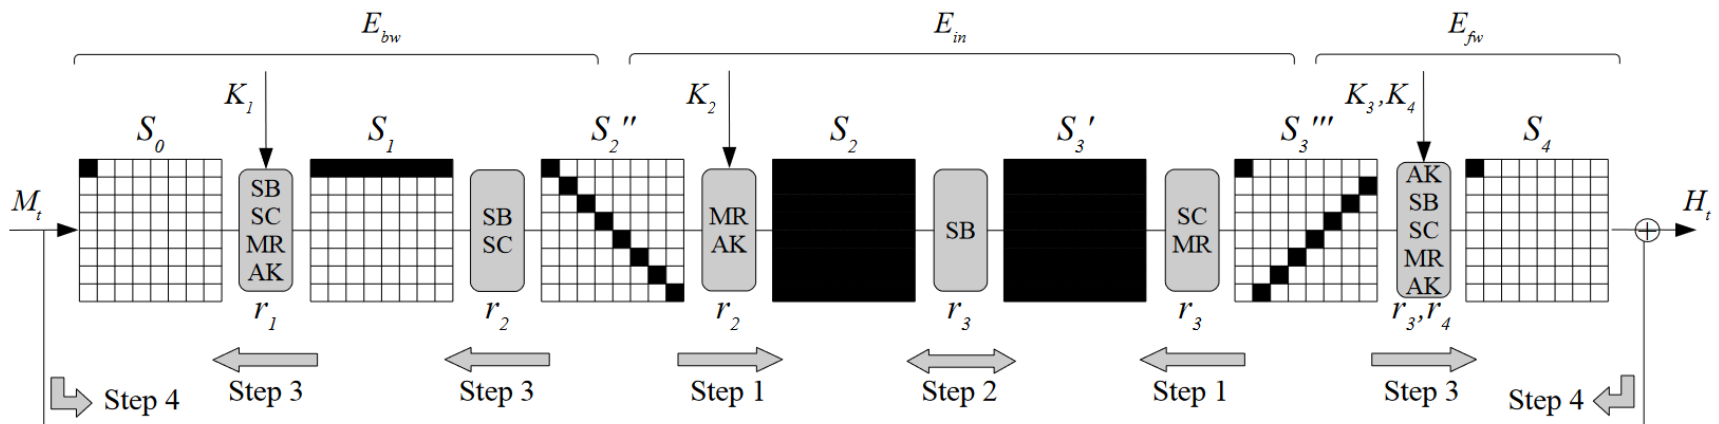 E_bw E_in E_fw
K_1 K_2 K_3,K_4
S_0 S_1 S_2'' S_2 S_3' S_3''' S_4
M_t
SB
SC
MR
AK
SB
SC
MR
AK
SB
SC
MR
AK
SB
SC
MR
AK
H_t
r_1 r_2 r_2 r_3 r_3 r_3,r_4
Step 4 Step 3 Step 3 Step 1 Step 2 Step 1 Step 3 Step 4